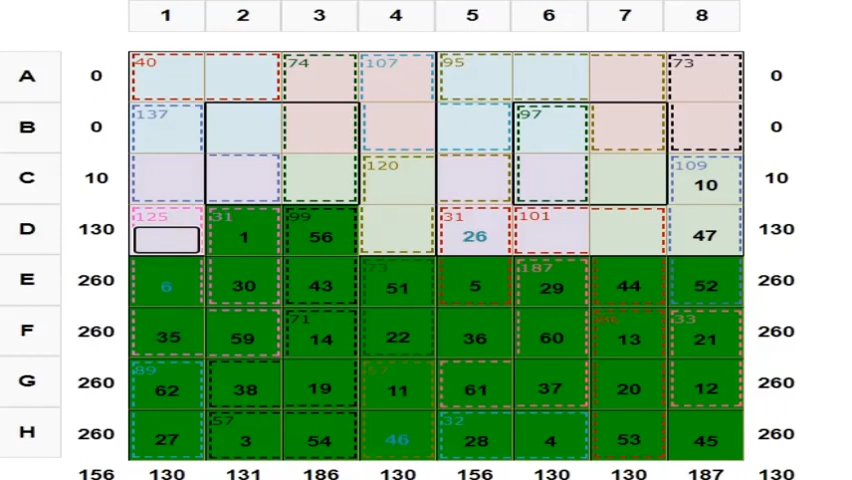 1 2 3 4 5 6 7 8
40 74 107 95 73
A 0 0
137 97
B 0 0
120 109
C 10 10 10
125 31 99 31 101
D 130 1 56 26 47 130
73 187
E 260 6 30 43 51 5 29 44 52 260
71 33
F 260 35 59 14 22 36 60 13 21 260
89
G 260 62 38 19 11 61 37 20 12 260
57 32
H 260 27 3 54 46 28 4 53 45 260
156 130 131 186 130 156 130 130 187 130